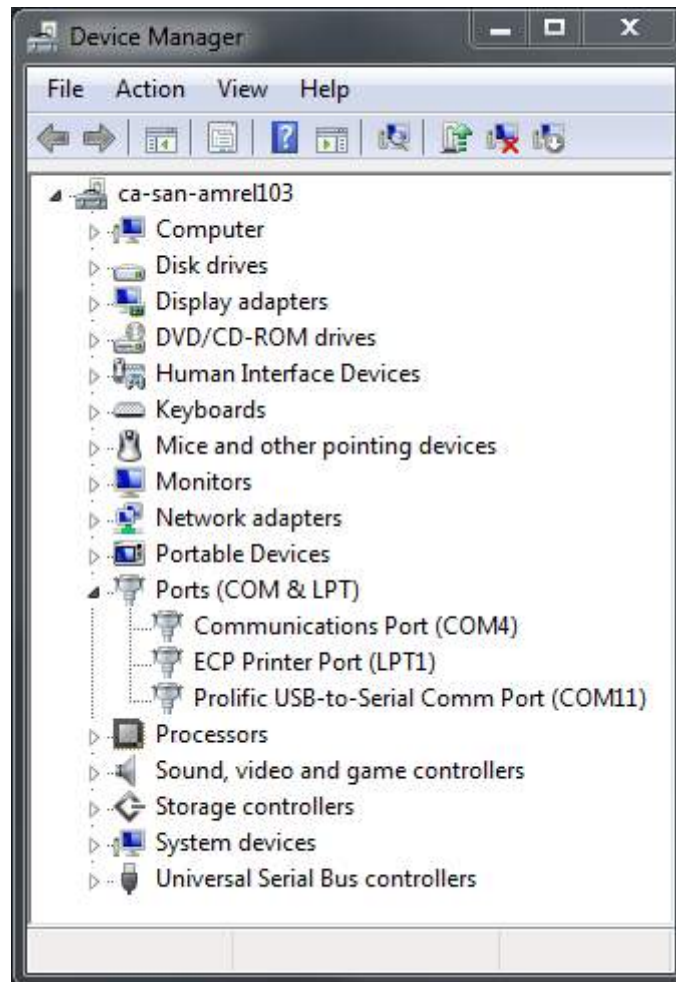 Device Manager
File Action View Help
ca-san-amrel103
Computer
Disk drives
Display adapters
DVD/CD-ROM drives
Human Interface Devices
Keyboards
Mice and other pointing devices
Monitors
Network adapters
Portable Devices
Ports (COM & LPT)
Communications Port (COM4)
ECP Printer Port (LPT1)
Prolific USB-to-Serial Comm Port (COM11)
Processors
Sound, video and game controllers
Storage controllers
System devices
Universal Serial Bus controllers